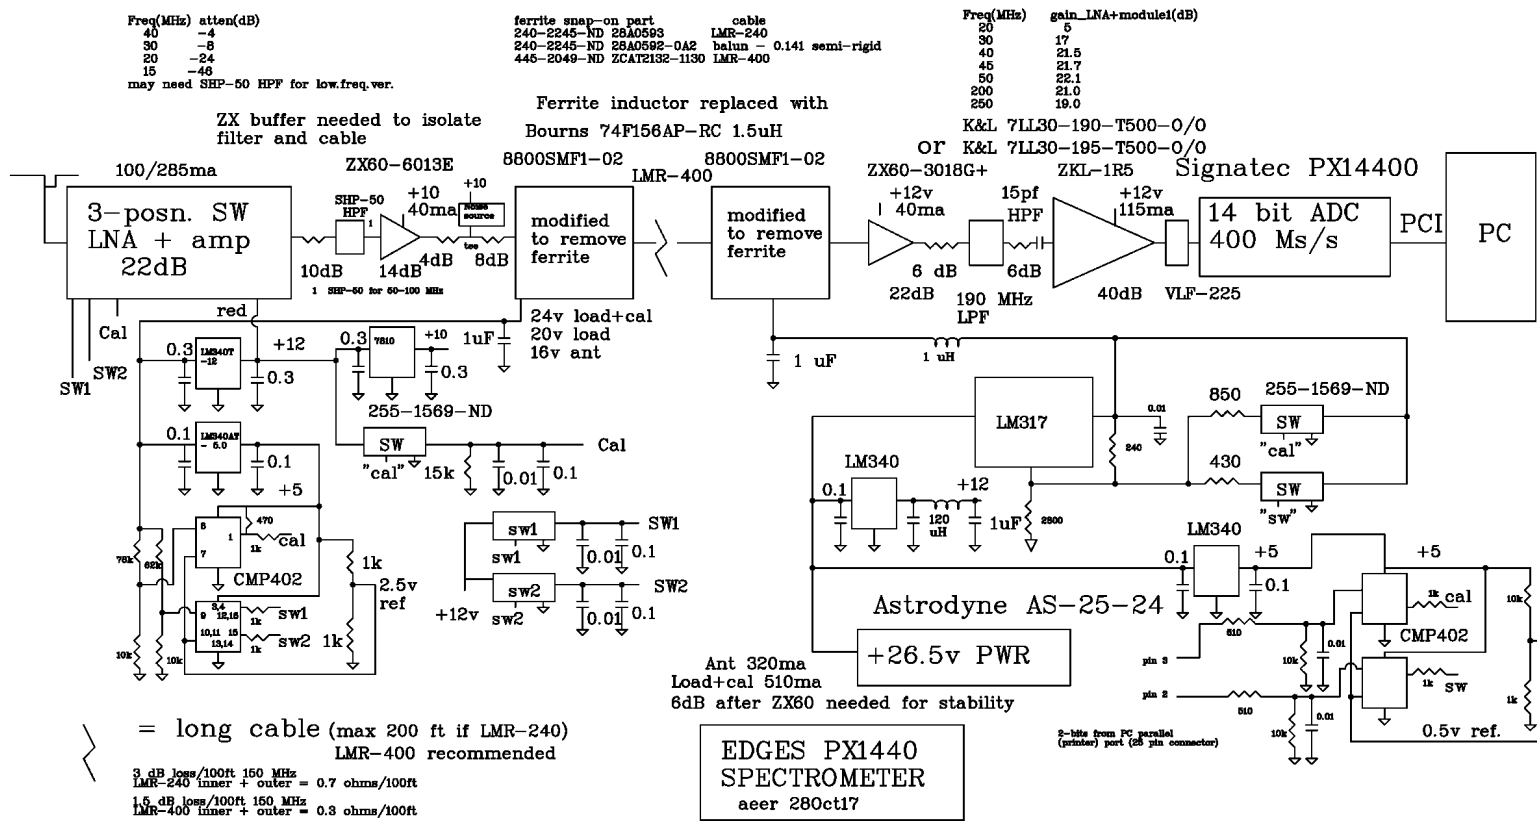 Freq(MHz) atten(dB)
40 -4
30 -8
20 -24
15 -46
may need SHP-50 HPF for low.freq.ver.
ferrite snap-on part cable
240-2245-ND 28A0593 LMR-240
240-2245-ND 28A0592-0A2 balun - 0.141 semi-rigid
445-2049-ND ZCAT2132-1130 LMR-400
Freq(MHz) gain_LNA+module1(dB)
20 5
30 17
40 21.5
45 21.7
50 22.1
200 21.0
250 19.0
ZX buffer needed to isolate
filter and cable
Ferrite inductor replaced with
Bourns 74F156AP-RC 1.5uH
K&L 7LL30-190-T500-0/0
or K&L 7LL30-195-T500-0/0
100/285ma
3-posn. SW
LNA + amp
22dB
SHP-50
HPF
1
10dB
1 SHP-50 for 50-100 MHz
ZX60-6013E
+10
40ma
14dB
4dB
+10
Noise
source
tee
8dB
8800SMF1-02
modified
to remove
ferrite
LMR-400
8800SMF1-02
modified
to remove
ferrite
ZX60-3018G+
+12v
40ma
6 dB
22dB
15pf
HPF
6dB
190 MHz
LPF
ZKL-1R5
+12v
115ma
40dB
VLF-225
Signatec PX14400
14 bit ADC
400 Ms/s
PCI
PC
SW1
SW2
Cal
red
24v load+cal
20v load
16v ant
1uF
0.3
LM340T
-12
+12
0.3
0.3
7810
+10
0.3
0.1
LM340AT
- 5.0
0.1
+5
255-1569-ND
SW
"cal"
15k
0.01
0.1
Cal
78k
62k
6
7
1
470
1k
cal
CMP402
9
3,4
12,16
10,11
15
13,14
1k
sw1
1k
sw2
10k
10k
1k
2.5v
ref
1k
sw1
sw1
0.01
0.1
SW1
sw2
sw2
+12v
0.01
0.1
SW2
1 uF
1 uH
LM317
0.01
240
2800
850
255-1569-ND
SW
"cal"
430
SW
"sw"
0.1
LM340
120
uH
+12
1uF
0.1
LM340
+5
0.1
+5
Astrodyne AS-25-24
+26.5v PWR
Ant 320ma
Load+cal 510ma
6dB after ZX60 needed for stability
pin 3
510
10k
0.01
1k
cal
CMP402
pin 2
510
10k
0.01
1k
sw
10k
1k
0.5v ref.
2-bits from PC parallel
(printer) port (25 pin connector)
= long cable (max 200 ft if LMR-240)
LMR-400 recommended
3 dB loss/100ft 150 MHz
LMR-240 inner + outer = 0.7 ohms/100ft
1.5 dB loss/100ft 150 MHz
LMR-400 inner + outer = 0.3 ohms/100ft
EDGES PX1440
SPECTROMETER
aeer 28Oct17